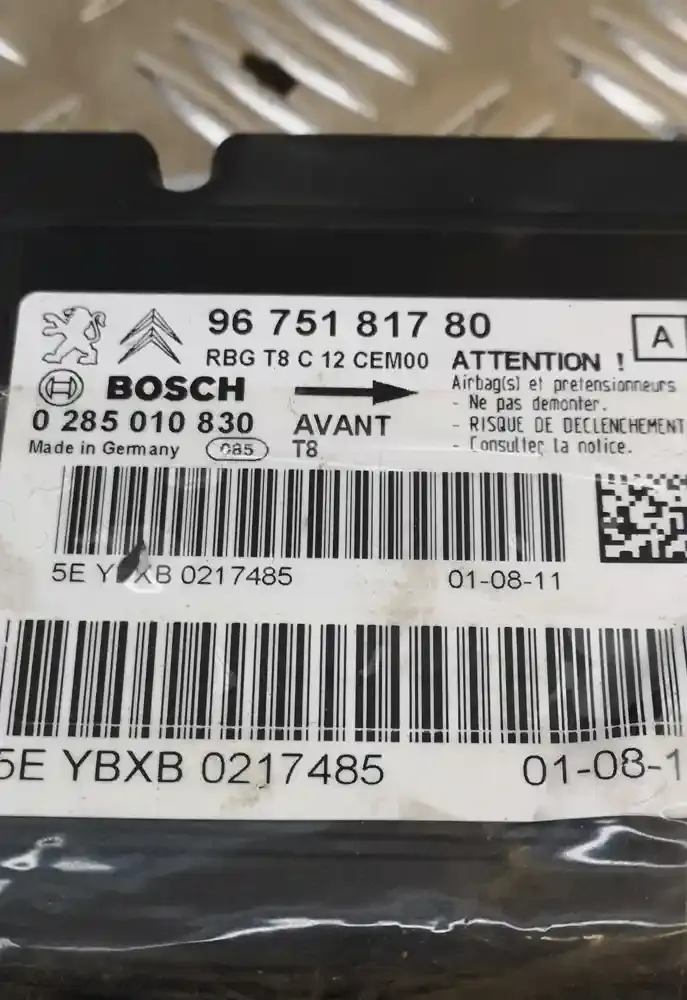 96 751 817 80
A
RBG T8 C 12 CEM00
ATTENTION !
BOSCH
Airbag(s) et pretensionneurs
- Ne pas demonter.
0 285 010 830
AVANT
- RISQUE DE DECLENCHEMENT
Made in Germany
085
T8
- Consulter la notice.
5E YBXB 0217485
01-08-11
5E YBXB 0217485
01-08-1